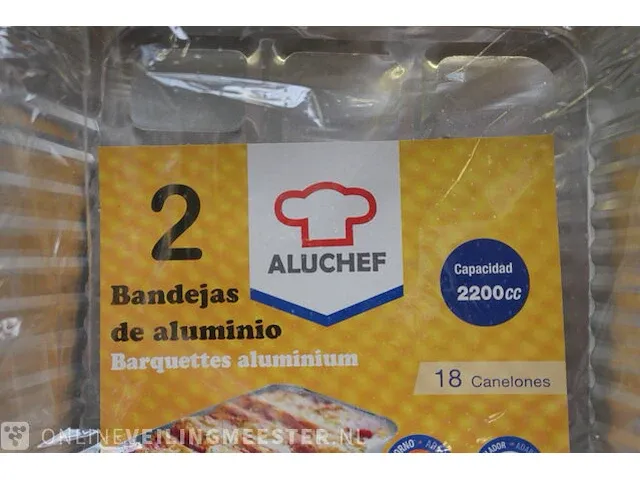 2
ALUCHEF
Bandejas
de aluminio
Barquettes aluminium
Capacidad
2200cc
18 Canelones
ONLINEVEILINGMEESTER.NL